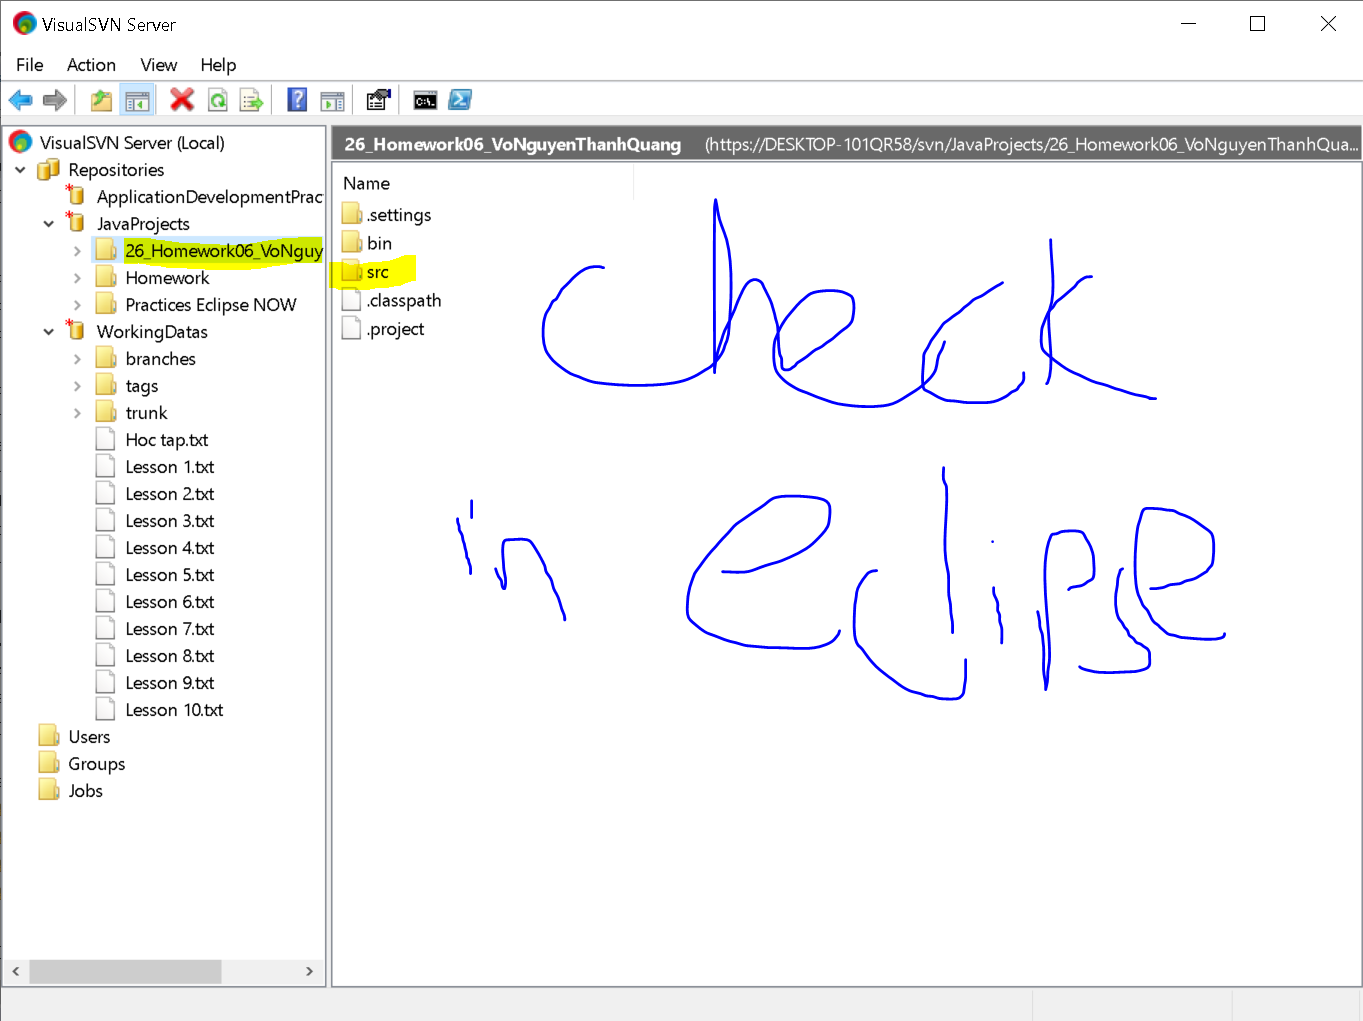 VisualSVN Server
File Action View Help
VisualSVN Server (Local)
Repositories
ApplicationDevelopmentPrac
JavaProjects
26_Homework06_VoNguy
Homework
Practices Eclipse NOW
WorkingDatas
branches
tags
trunk
Hoc tap.txt
Lesson 1.txt
Lesson 2.txt
Lesson 3.txt
Lesson 4.txt
Lesson 5.txt
Lesson 6.txt
Lesson 7.txt
Lesson 8.txt
Lesson 9.txt
Lesson 10.txt
Users
Groups
Jobs
26_Homework06_VoNguyenThanhQuang (https://DESKTOP-101QR58/svn/JavaProjects/26_Homework06_VoNguyenThanhQua...
Name
.settings
bin
src
.classpath
.project
check
in eclipse